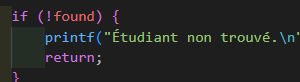 if (!found) {
printf("Étudiant non trouvé.\n"
return;
}